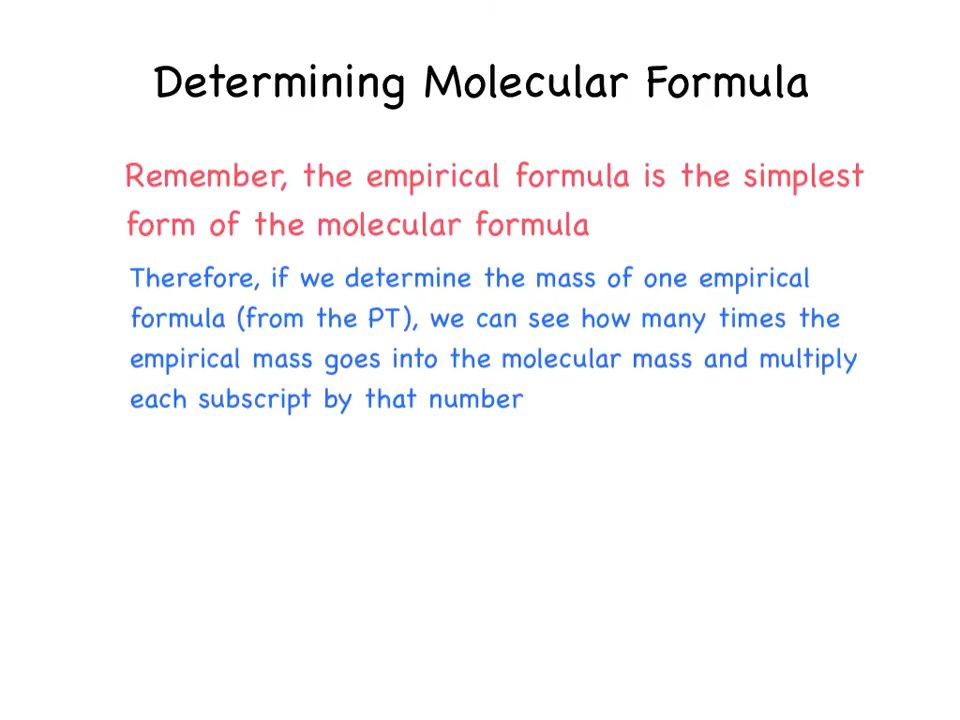 Determining Molecular Formula
Remember, the empirical formula is the simplest
form of the molecular formula
Therefore, if we determine the mass of one empirical
formula (from the PT), we can see how many times the
empirical mass goes into the molecular mass and multiply
each subscript by that number